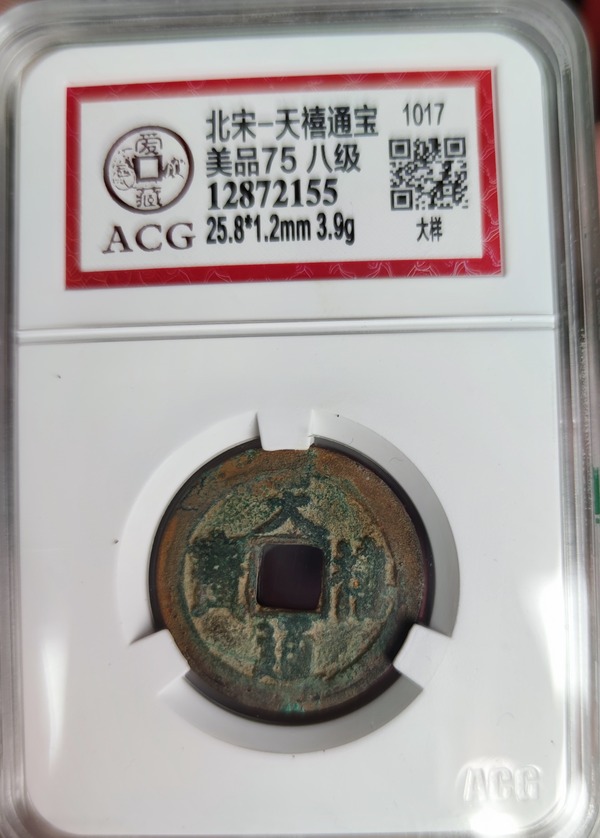 爱藏
ACG
北宋-天禧通宝
美品75 八级
12872155
25.8*1.2mm 3.9g
1017
大样
天禧通寳
ACG